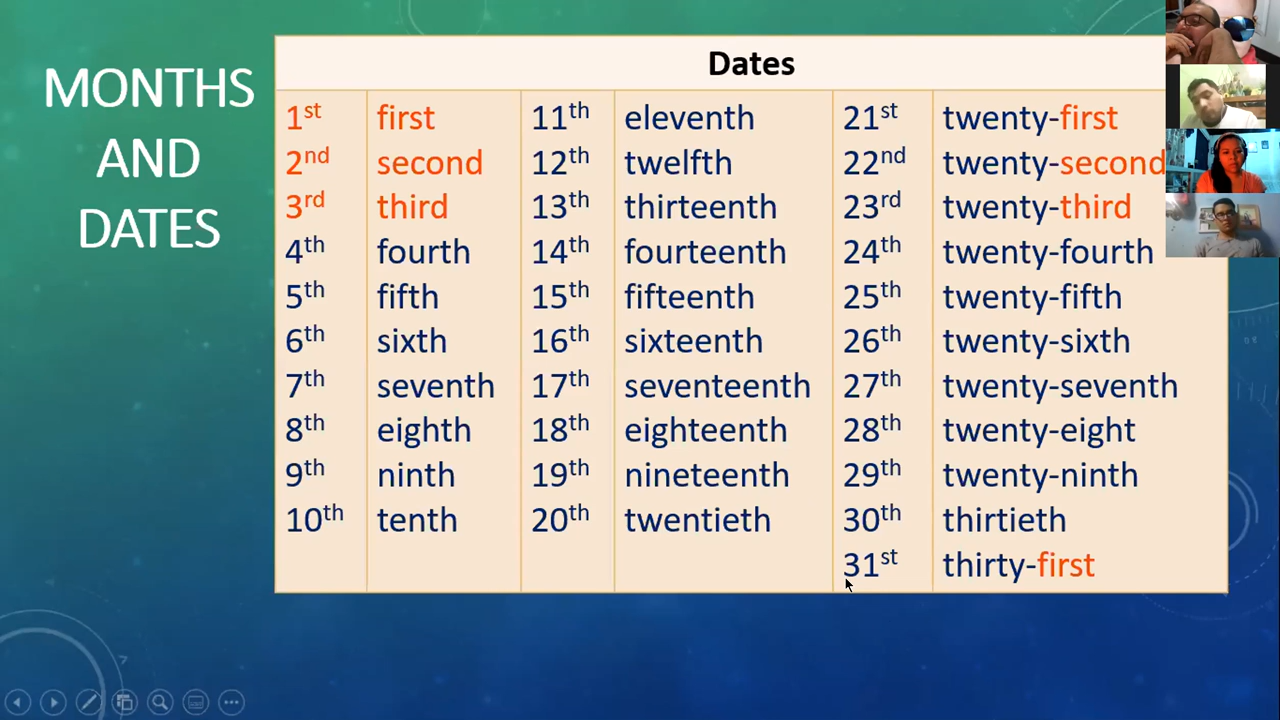 MONTHS
AND
DATES
Dates
1st first 11th eleventh 21st twenty-first
2nd second 12th twelfth 22nd twenty-second
3rd third 13th thirteenth 23rd twenty-third
4th fourth 14th fourteenth 24th twenty-fourth
5th fifth 15th fifteenth 25th twenty-fifth
6th sixth 16th sixteenth 26th twenty-sixth
7th seventh 17th seventeenth 27th twenty-seventh
8th eighth 18th eighteenth 28th twenty-eight
9th ninth 19th nineteenth 29th twenty-ninth
10th tenth 20th twentieth 30th thirtieth
31st thirty-first